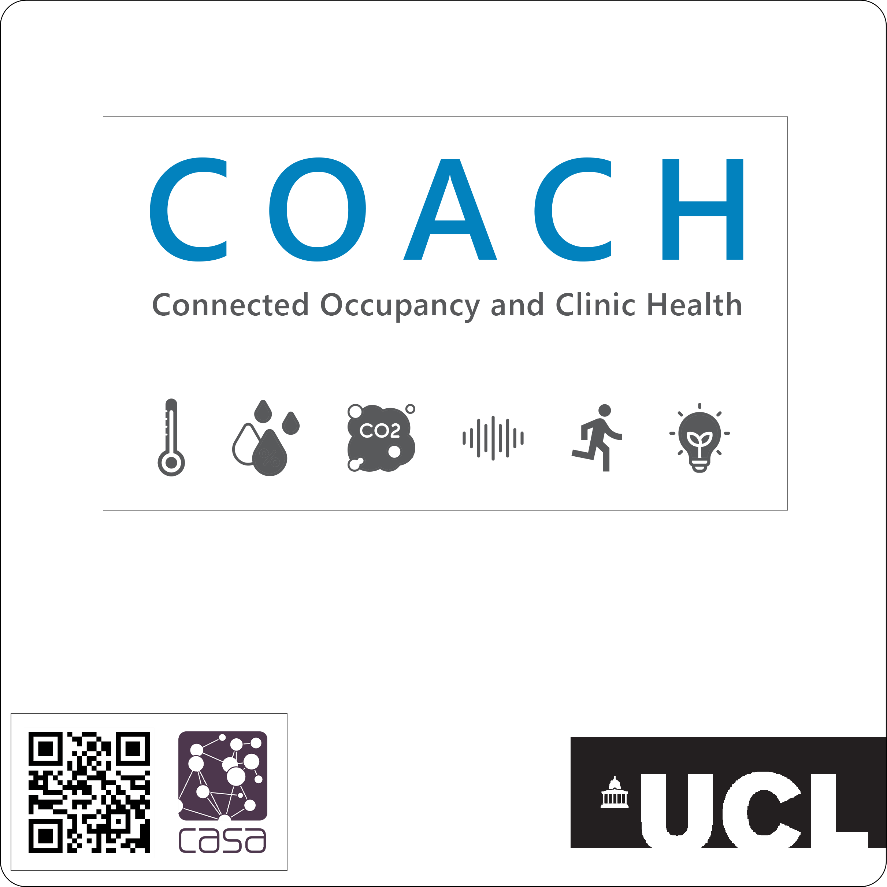 COACH
Connected Occupancy and Clinic Health
CO2
casa
UCL